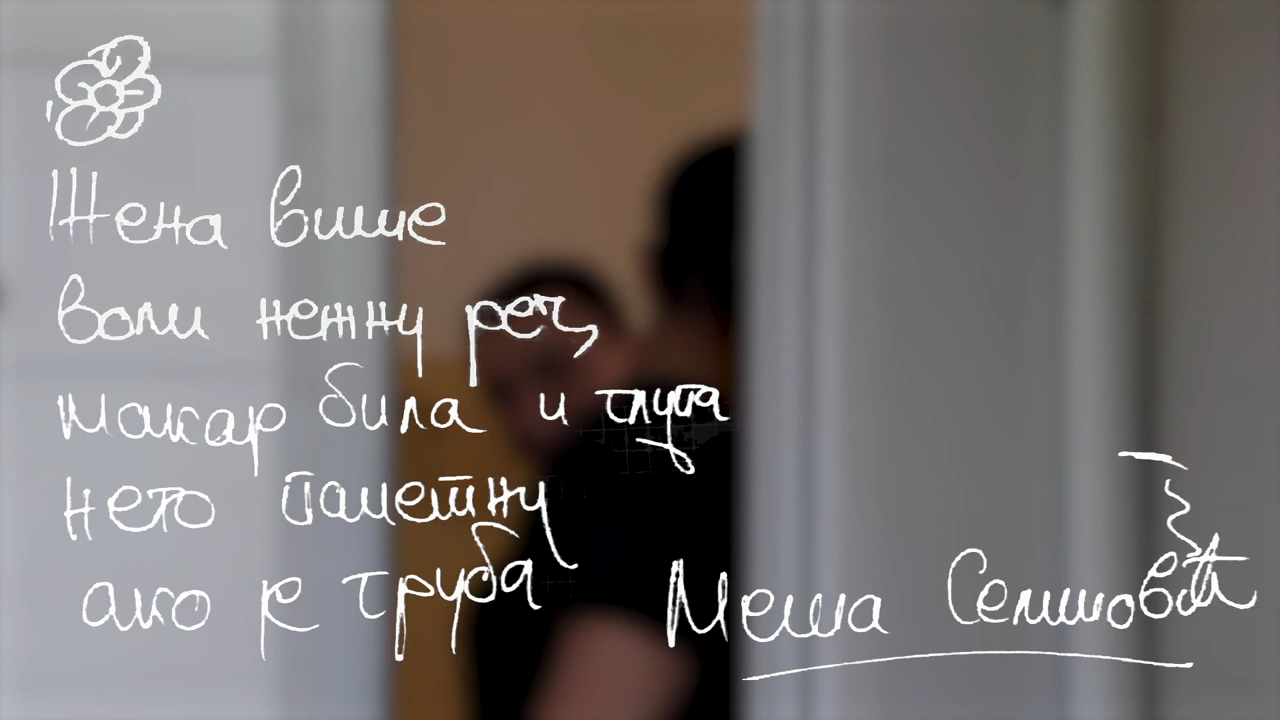 Жена више
воли нежну реч,
макар била и глупа
него паметну
ако је груба
Меша Селимовић